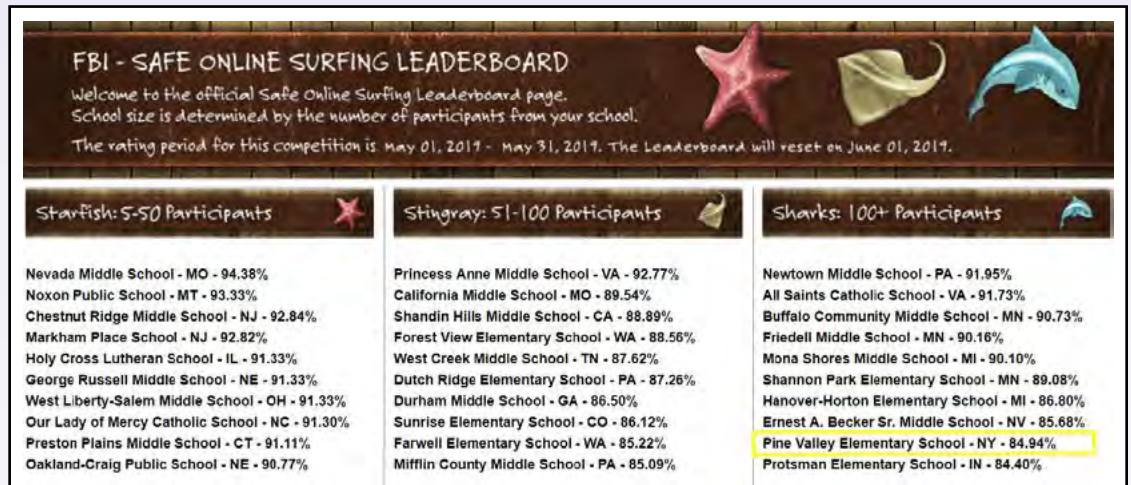 FBI - SAFE ONLINE SURFING LEADERBOARD
Welcome to the official Safe Online Surfing Leaderboard page.
School size is determined by the number of participants from your school.
The rating period for this competition is May 01, 2019 - May 31, 2019. The Leaderboard will reset on June 01, 2019.
Starfish: 5-50 Participants
Nevada Middle School - MO - 94.38%
Noxon Public School - MT - 93.33%
Chestnut Ridge Middle School - NJ - 92.84%
Markham Place School - NJ - 92.82%
Holy Cross Lutheran School - IL - 91.33%
George Russell Middle School - NE - 91.33%
West Liberty-Salem Middle School - OH - 91.33%
Our Lady of Mercy Catholic School - NC - 91.30%
Preston Plains Middle School - CT - 91.11%
Oakland-Craig Public School - NE - 90.77%
Stingray: 51-100 Participants
Princess Anne Middle School - VA - 92.77%
California Middle School - MO - 89.54%
Shandin Hills Middle School - CA - 88.89%
Forest View Elementary School - WA - 88.56%
West Creek Middle School - TN - 87.62%
Dutch Ridge Elementary School - PA - 87.26%
Durham Middle School - GA - 86.50%
Sunrise Elementary School - CO - 86.12%
Farwell Elementary School - WA - 85.22%
Mifflin County Middle School - PA - 85.09%
Sharks: 100+ Participants
Newtown Middle School - PA - 91.95%
All Saints Catholic School - VA - 91.73%
Buffalo Community Middle School - MN - 90.73%
Friedell Middle School - MN - 90.16%
Mona Shores Middle School - MI - 90.10%
Shannon Park Elementary School - MN - 89.08%
Hanover-Horton Elementary School - MI - 86.80%
Ernest A. Becker Sr. Middle School - NV - 85.68%
Pine Valley Elementary School - NY - 84.94%
Protsman Elementary School - IN - 84.40%